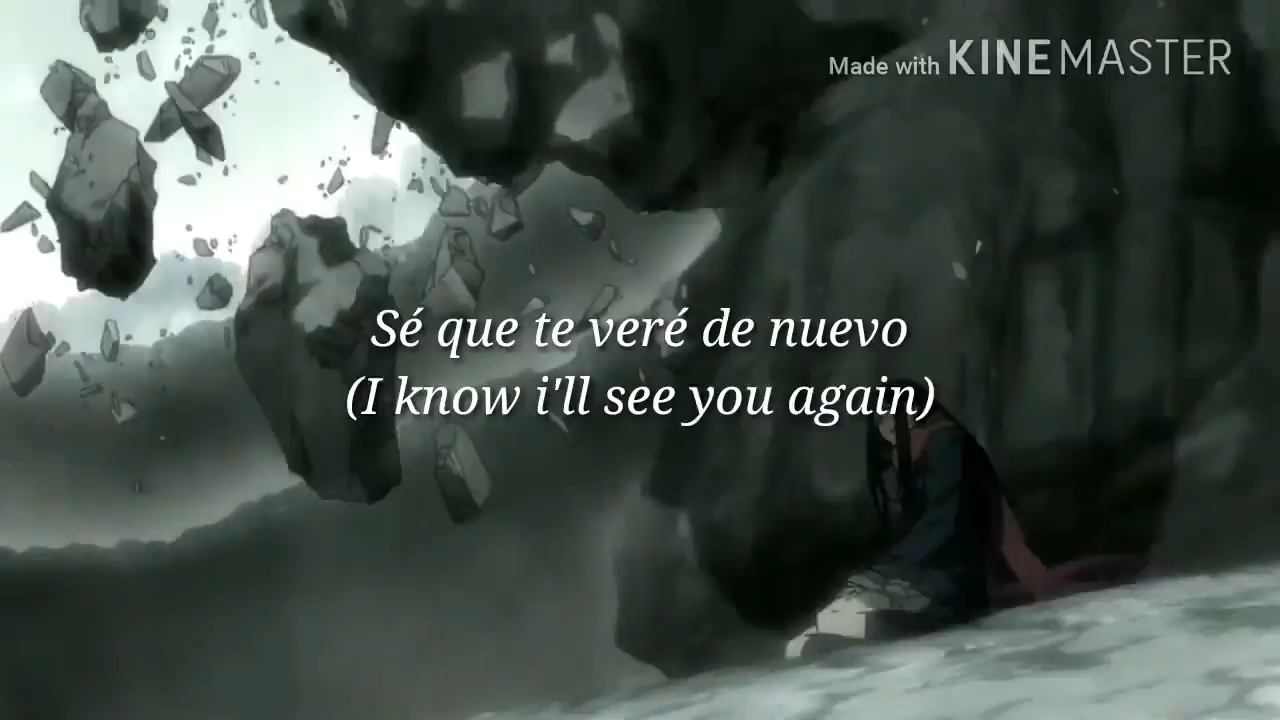 Made with KINEMASTER
Sé que te veré de nuevo
(I know i'll see you again)